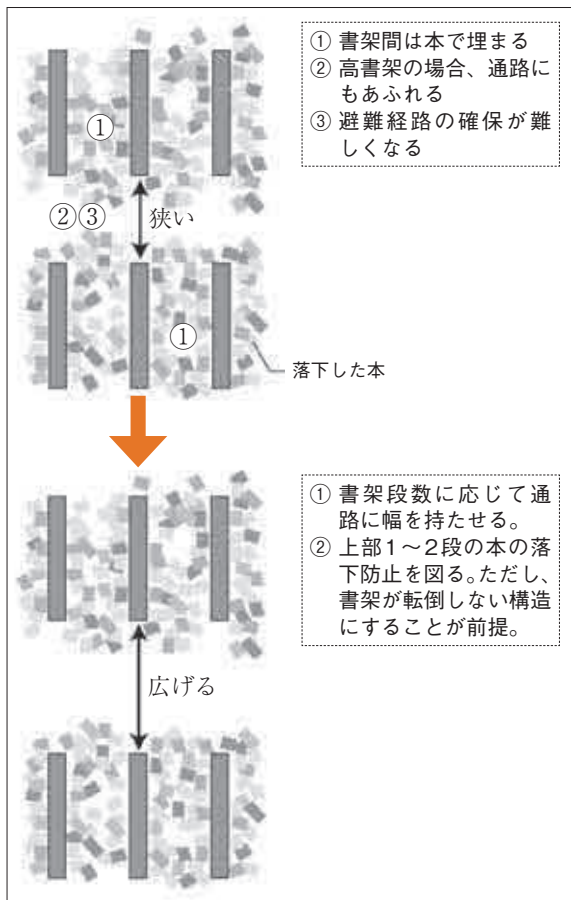 ① 書架間は本で埋まる
② 高書架の場合、通路に
もあふれる
③ 避難経路の確保が難
しくなる
①
②③
狭い
①
落下した本
① 書架段数に応じて通
路に幅を持たせる。
② 上部1〜2段の本の落
下防止を図る。ただし、
書架が転倒しない構造
にすることが前提。
広げる